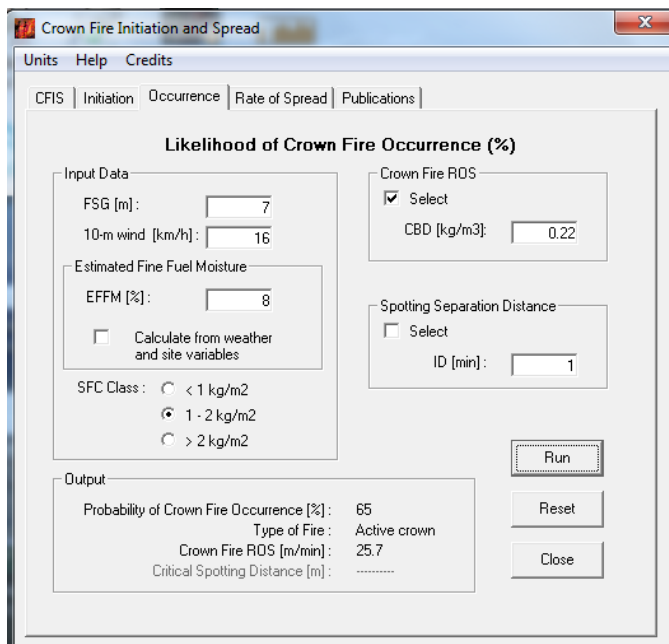 Crown Fire Initiation and Spread
Units Help Credits
CFIS Initiation Occurrence Rate of Spread Publications
Likelihood of Crown Fire Occurrence (%)
Input Data
FSG [m] : 7
10-m wind [km/h] : 16
Estimated Fine Fuel Moisture
EFFM [%] : 8
Calculate from weather
and site variables
SFC Class : < 1 kg/m2
1 - 2 kg/m2
> 2 kg/m2
Crown Fire ROS
Select
CBD [kg/m3]: 0.22
Spotting Separation Distance
Select
ID [min] : 1
Run
Reset
Close
Output
Probability of Crown Fire Occurrence [%] : 65
Type of Fire : Active crown
Crown Fire ROS [m/min] : 25.7
Critical Spotting Distance [m] : ----------